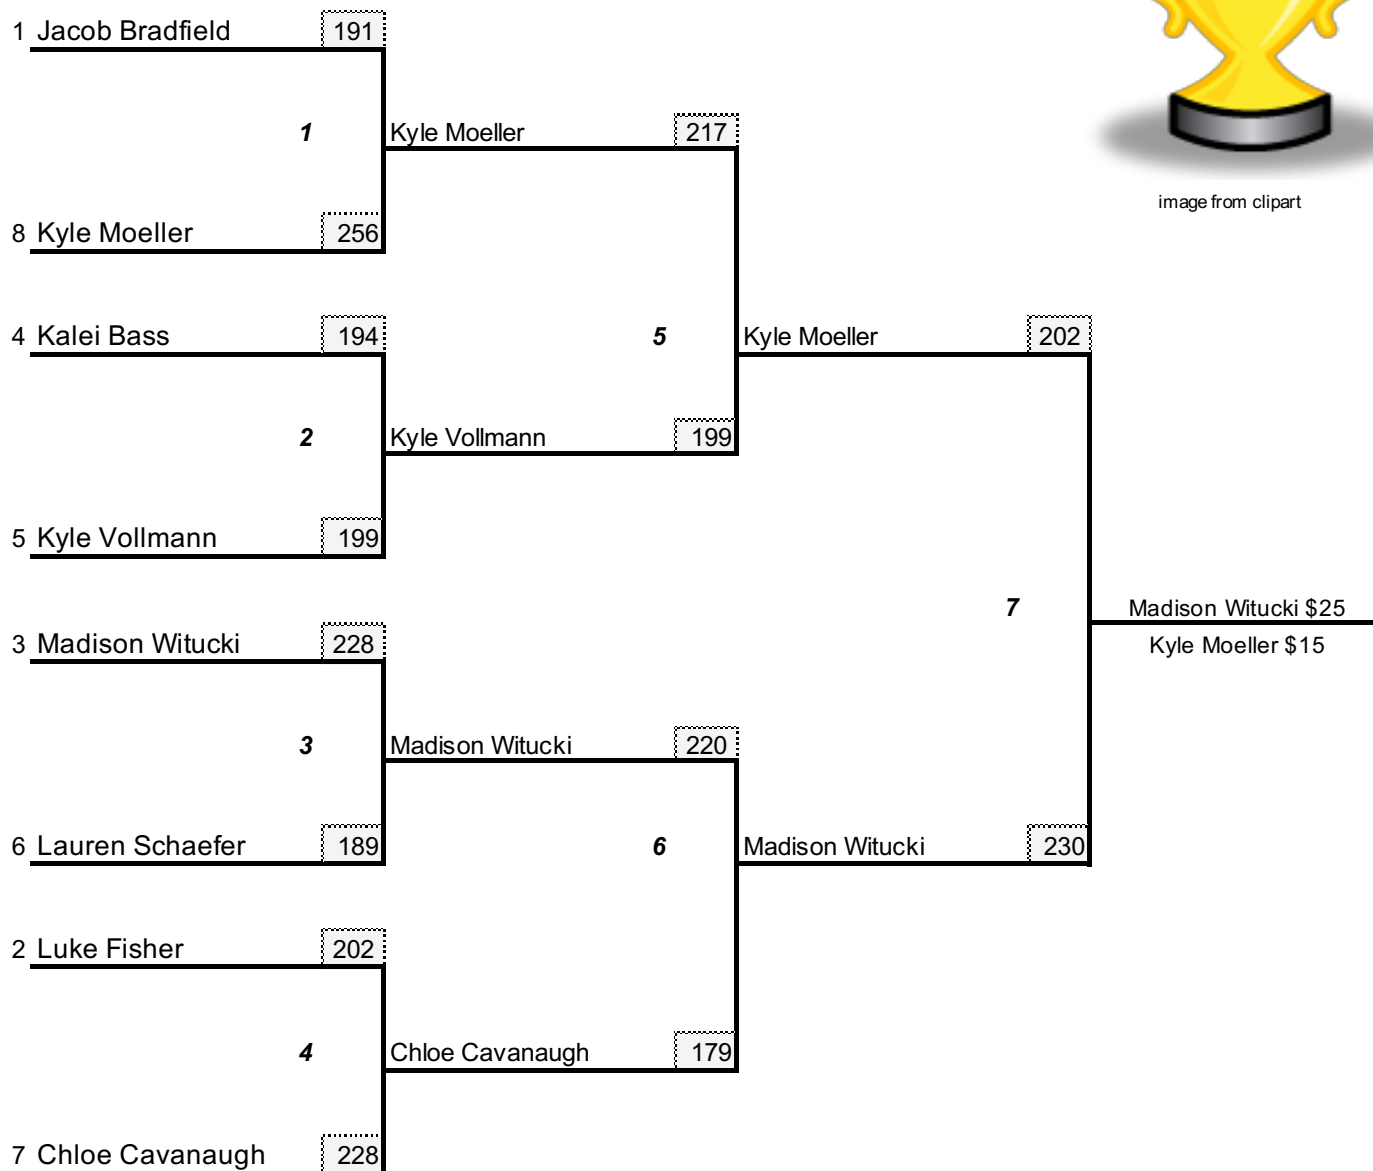 1 Jacob Bradfield 191
1 Kyle Moeller 217
image from clipart
8 Kyle Moeller 256
4 Kalei Bass 194 5 Kyle Moeller 202
2 Kyle Vollmann 199
5 Kyle Vollmann 199
7 Madison Witucki $25
3 Madison Witucki 228 Kyle Moeller $15
3 Madison Witucki 220
6 Lauren Schaefer 189 6 Madison Witucki 230
2 Luke Fisher 202
4 Chloe Cavanaugh 179
7 Chloe Cavanaugh 228